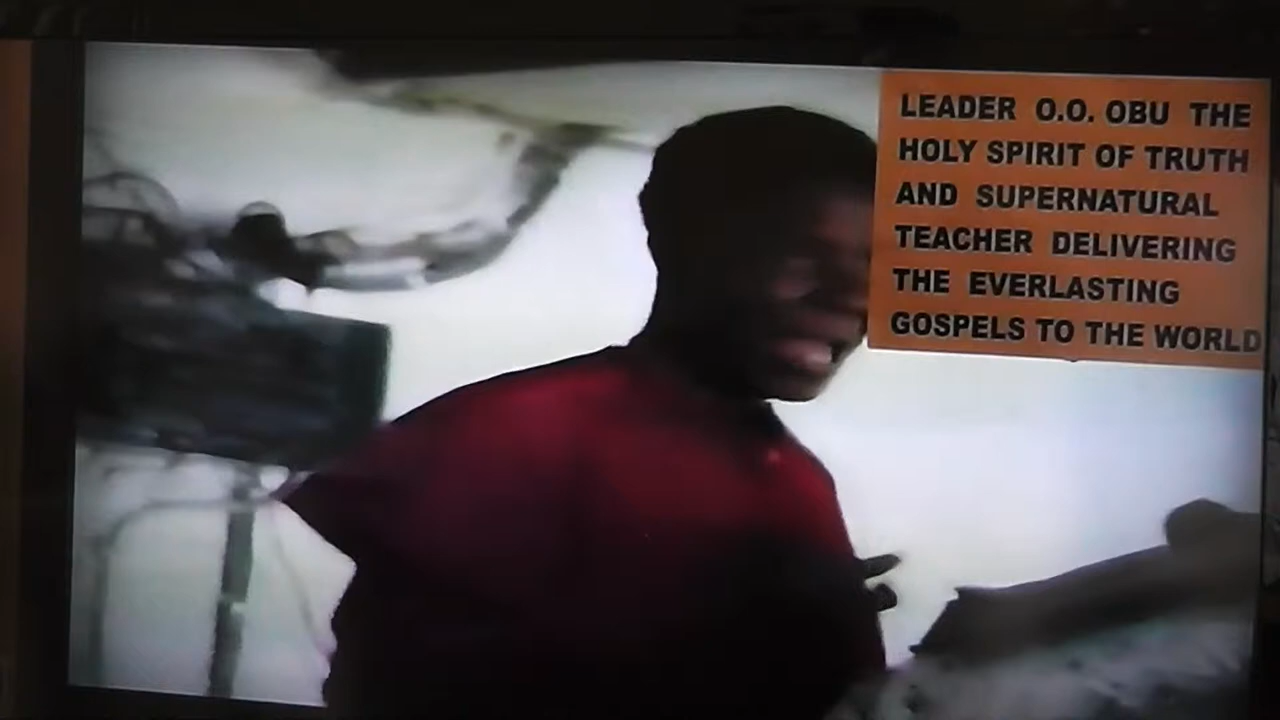 LEADER O.O. OBU THE
HOLY SPIRIT OF TRUTH
AND SUPERNATURAL
TEACHER DELIVERING
THE EVERLASTING
GOSPELS TO THE WORLD